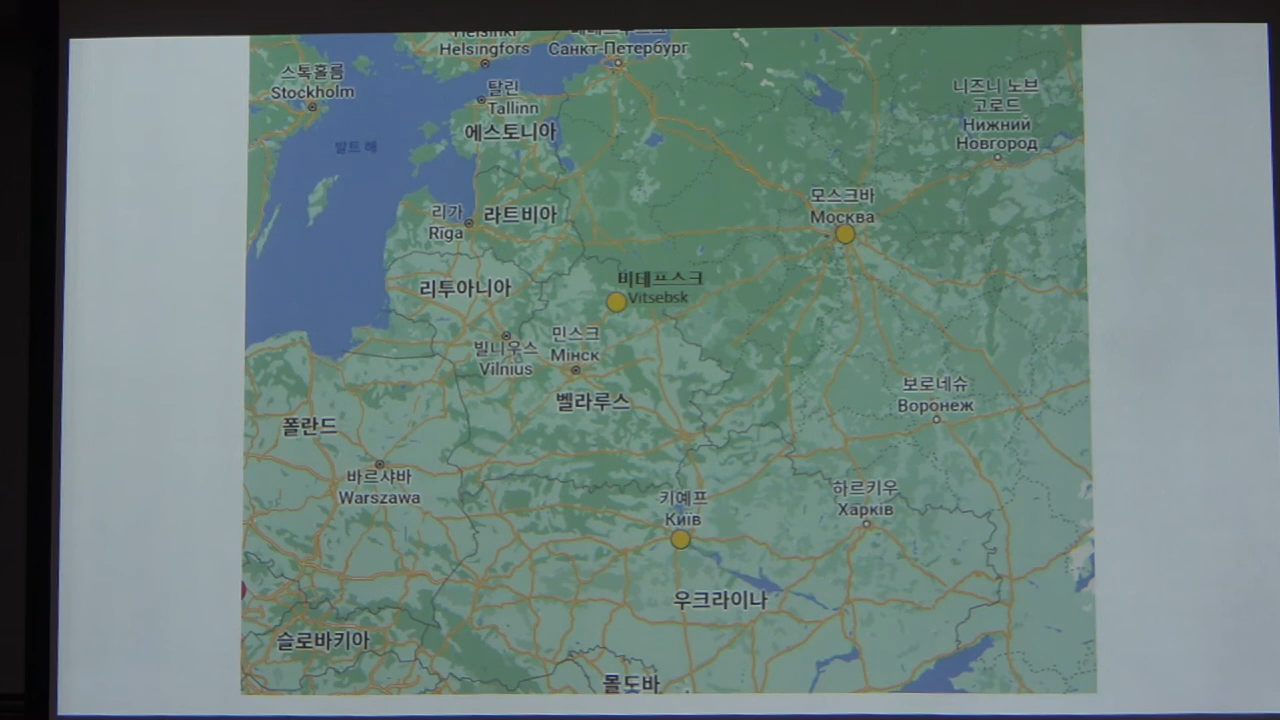 Helsinki
Helsingfors
Санкт-Петербург
스톡홀름
Stockholm
탈린
Tallinn
에스토니아
니즈니 노브
고로드
Нижний
Новгород
발트 해
모스크바
Москва
리가
Rīga
라트비아
비테프스크
Vitsebsk
리투아니아
민스크
Мінск
빌니우스
Vilnius
벨라루스
보로네슈
Воронеж
폴란드
바르샤바
Warszawa
키예프
Київ
하르키우
Харків
우크라이나
슬로바키아
몰도바